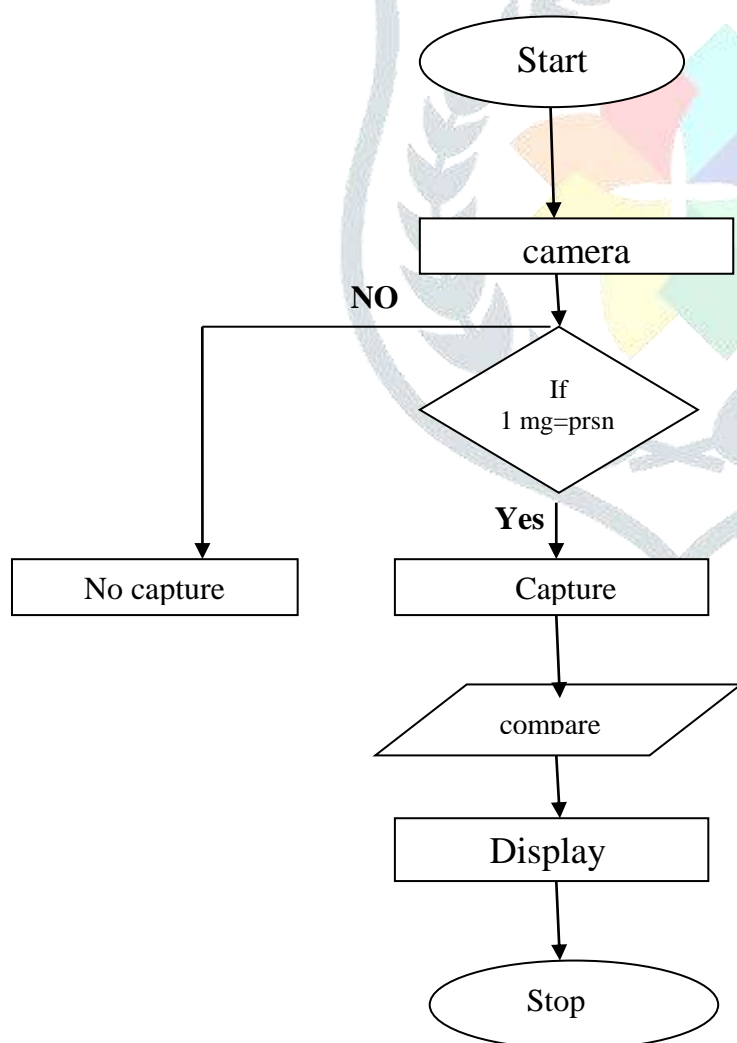 Start
camera
NO
If
1 mg=prsn
Yes
No capture
Capture
compare
Display
Stop